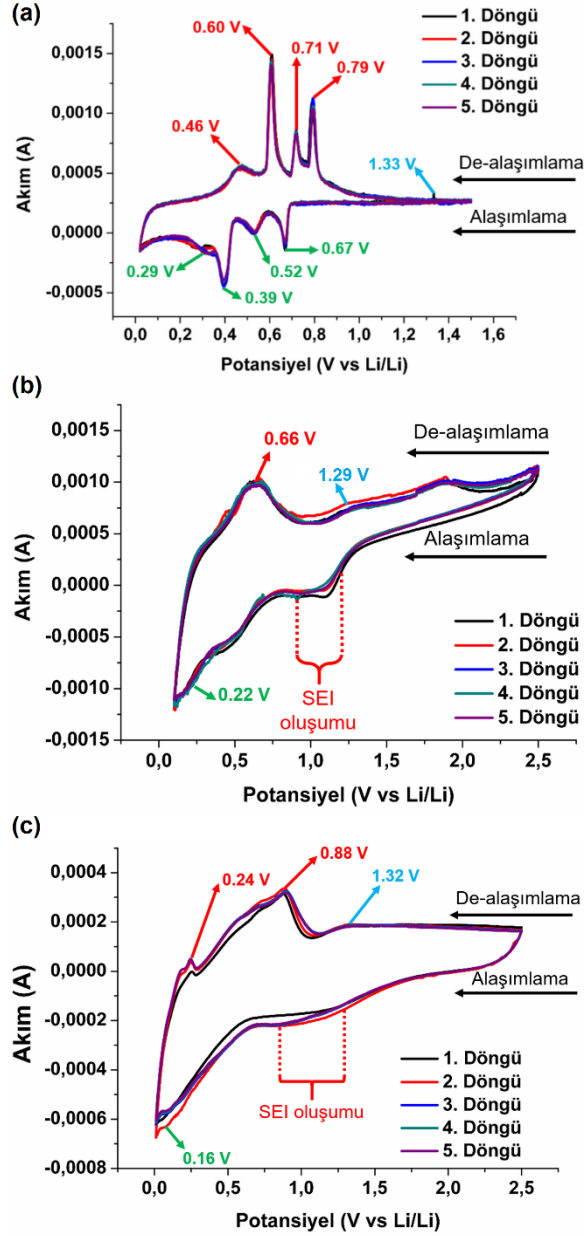 (a)
0.60 V
0.71 V
0.79 V
0.46 V
1.33 V
0.29 V
0.39 V
0.52 V
0.67 V
1. Döngü
2. Döngü
3. Döngü
4. Döngü
5. Döngü
De-alaşımlama
Alaşımlama
Akım (A)
0,0015
0,0010
0,0005
0,0000
-0,0005
0,0 0,2 0,4 0,6 0,8 1,0 1,2 1,4 1,6
Potansiyel (V vs Li/Li)
(b)
0.66 V
1.29 V
0.22 V
De-alaşımlama
Alaşımlama
SEI
oluşumu
1. Döngü
2. Döngü
3. Döngü
4. Döngü
5. Döngü
Akım (A)
0,0015
0,0010
0,0005
0,0000
-0,0005
-0,0010
-0,0015
0,0 0,5 1,0 1,5 2,0 2,5
Potansiyel (V vs Li/Li)
(c)
0.24 V
0.88 V
1.32 V
0.16 V
De-alaşımlama
Alaşımlama
SEI oluşumu
1. Döngü
2. Döngü
3. Döngü
4. Döngü
5. Döngü
Akım (A)
0,0004
0,0002
0,0000
-0,0002
-0,0004
-0,0006
-0,0008
0,0 0,5 1,0 1,5 2,0 2,5
Potansiyel (V vs Li/Li)